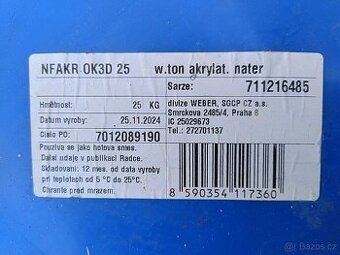 NFAKR OK3D 25 w.ton akrylat. nater
Sarze: 711216485
Hmotnost: 25 KG
Datum vyroby: 25.11.2024
Cislo PO: 7012089190
divize WEBER, SGCP CZ a.s.
Smrckova 2485/4, Praha 8
IC 25029673
Tel.: 272701137
Pouziva se jako hotova smes.
Dalsi udaje v publikaci Radce.
Skladovani: 12 mes. od data vyroby
pri teplotach od 5 °C do 25°C.
Chrante pred mrazem.
8 590354 117360
bazos.cz